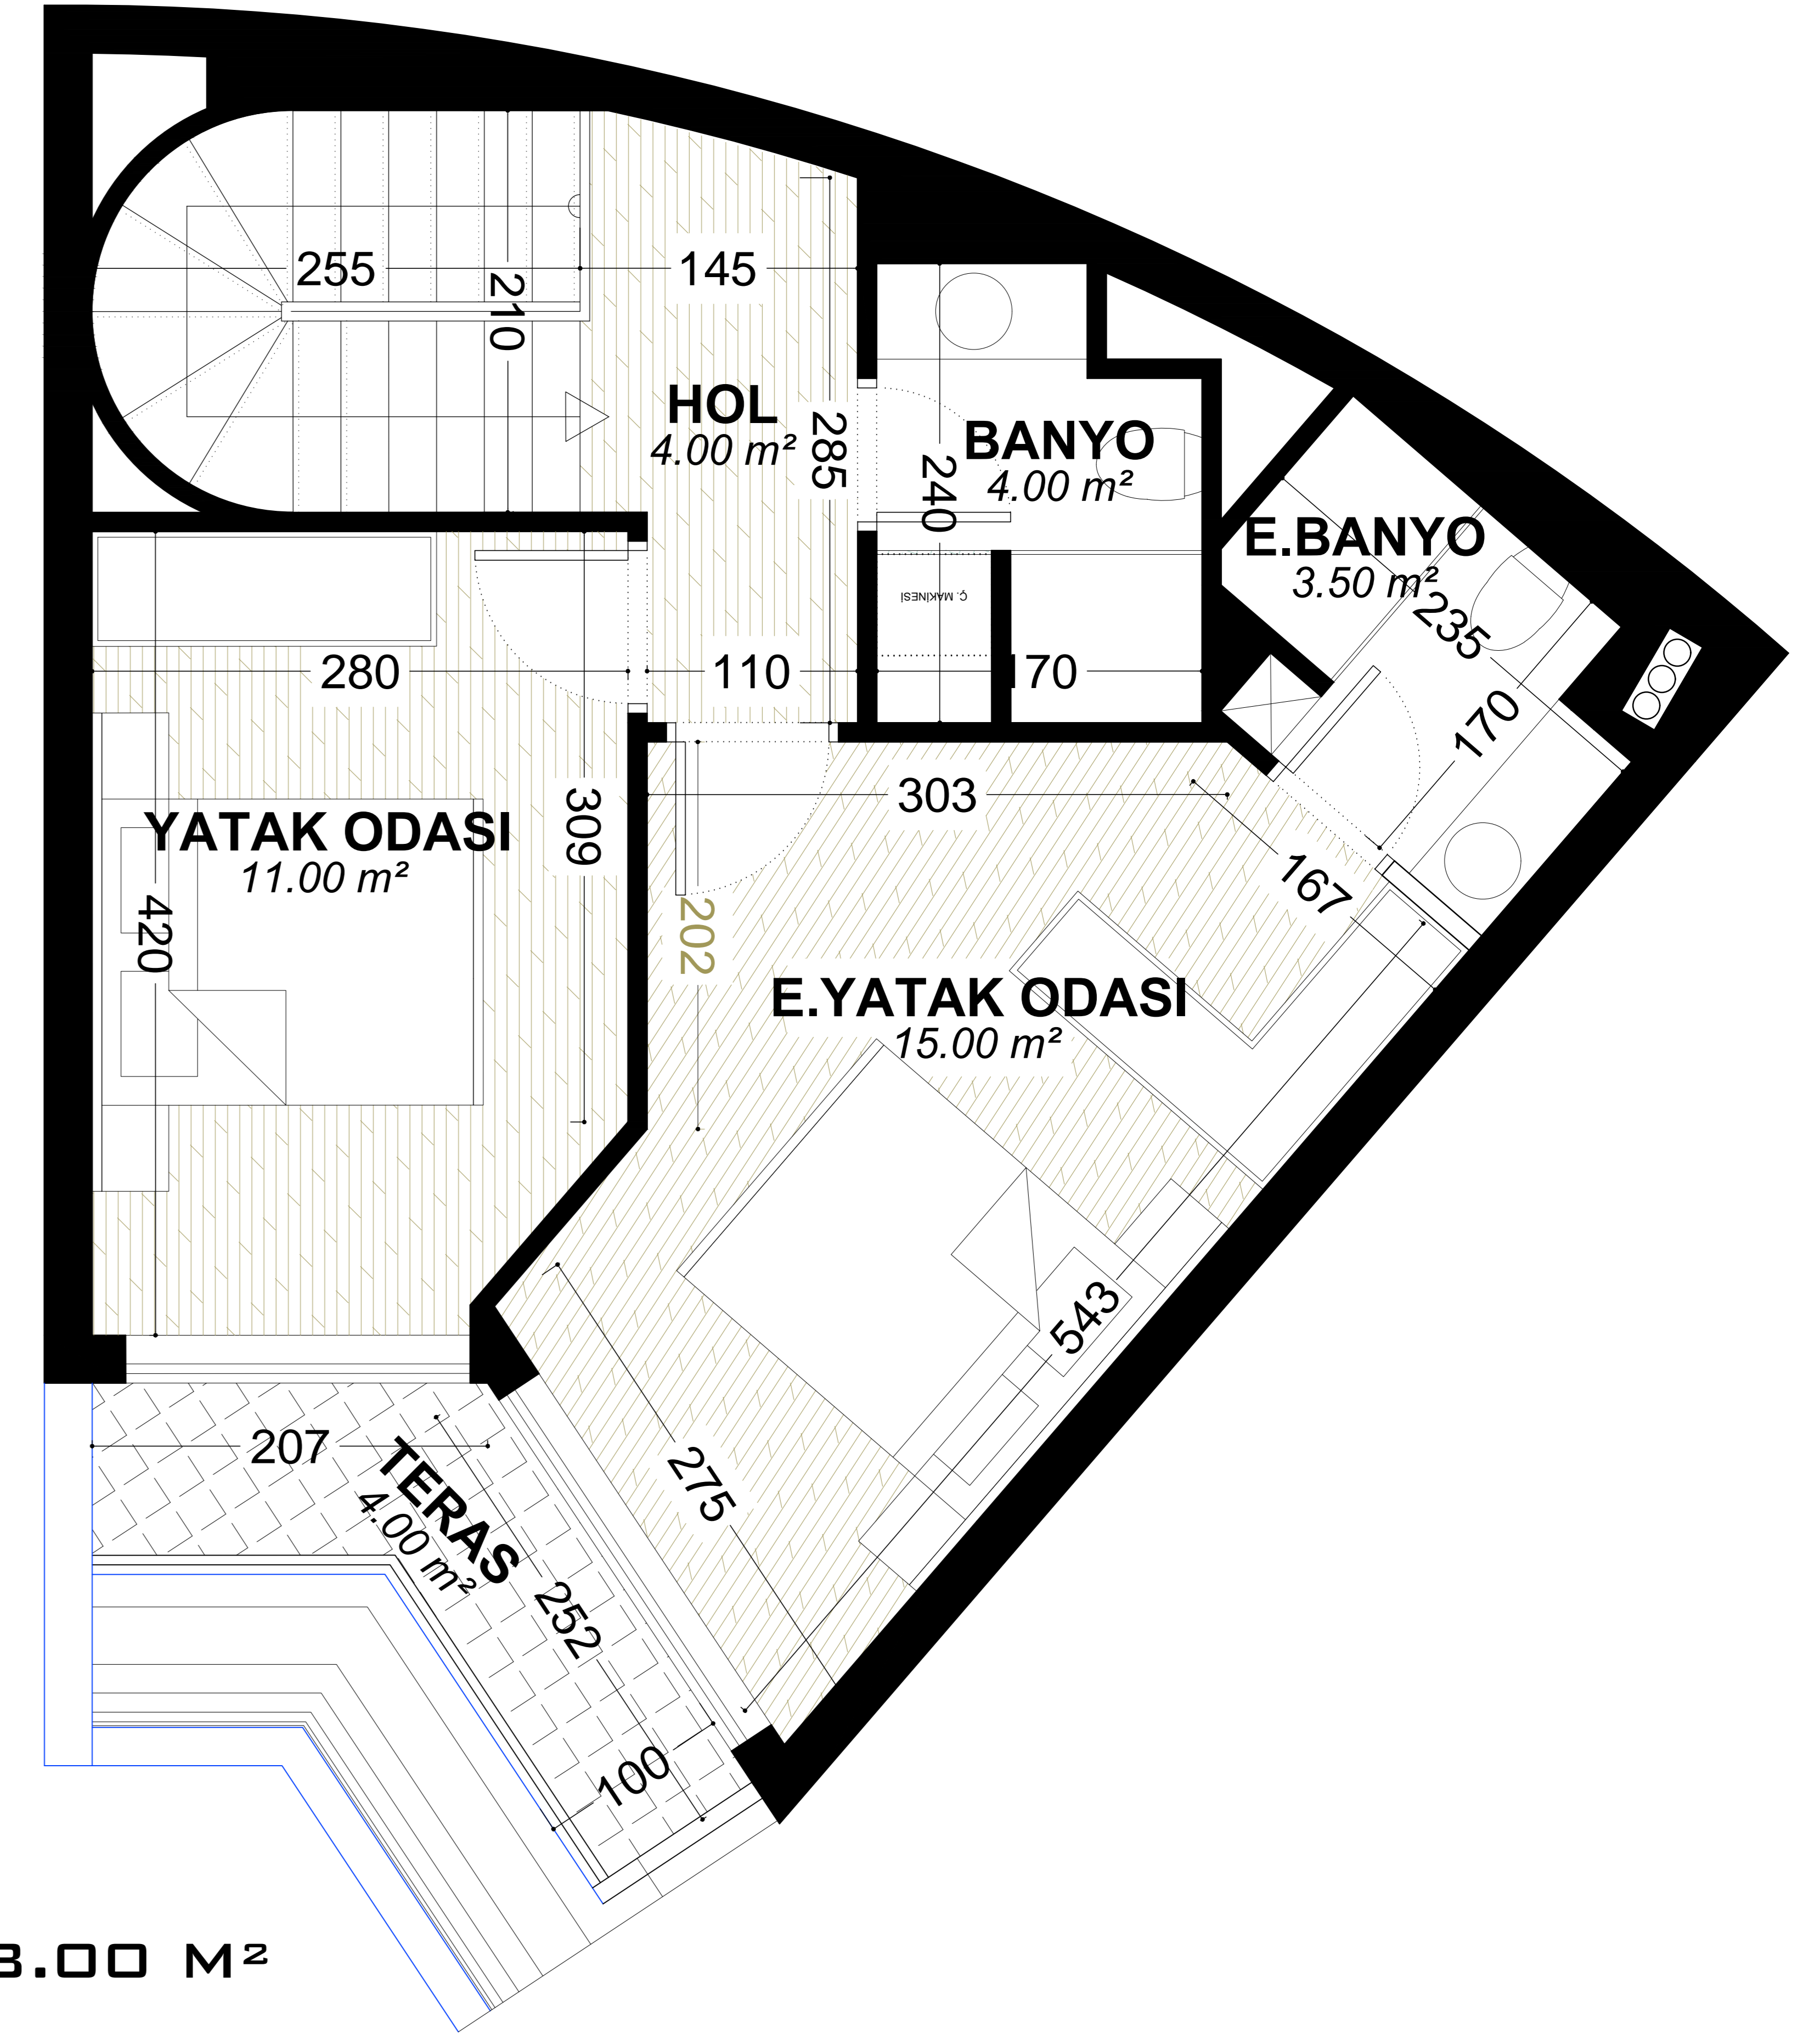 255
145
210
HOL
4.00 m²
285
BANYO
4.00 m²
240
E.BANYO
3.50 m²
235
Ç. MAKİNESİ
280
110
170
170
YATAK ODASI
11.00 m²
309
303
167
420
202
E.YATAK ODASI
15.00 m²
543
207
TERAS
4.00 m²
275
252
100
3.00 M²